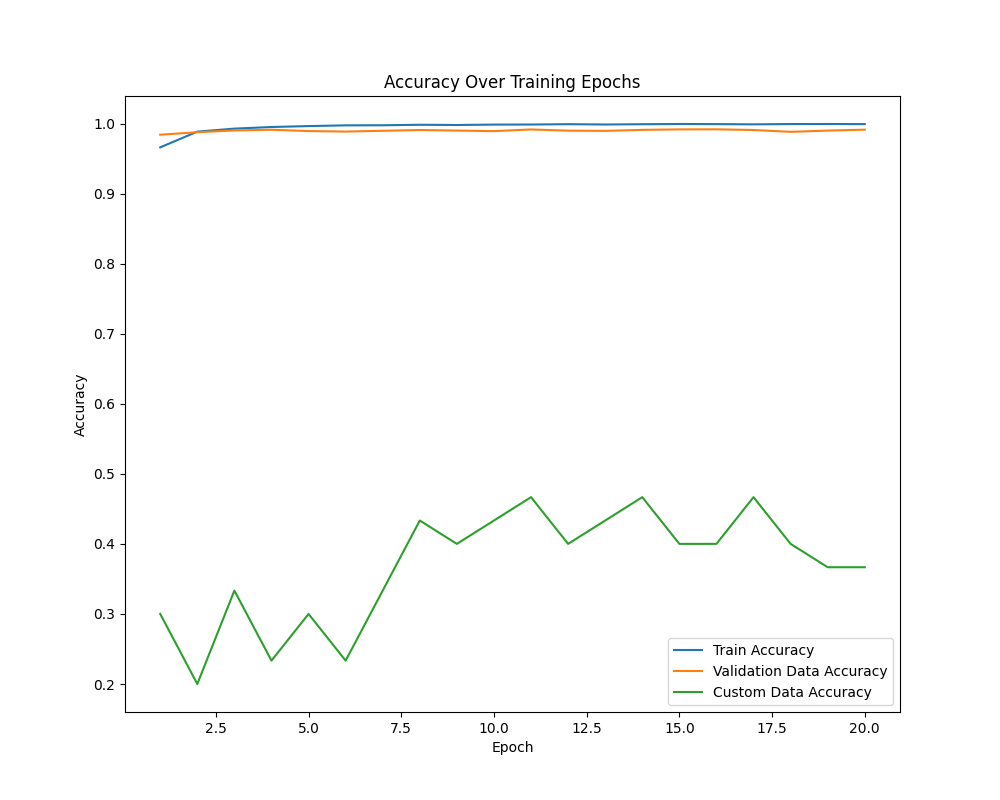 Accuracy Over Training Epochs
1.0
0.9
0.8
0.7
0.6
0.5
0.4
0.3
0.2
Accuracy
2.5 5.0 7.5 10.0 12.5 15.0 17.5 20.0
Epoch
Train Accuracy
Validation Data Accuracy
Custom Data Accuracy